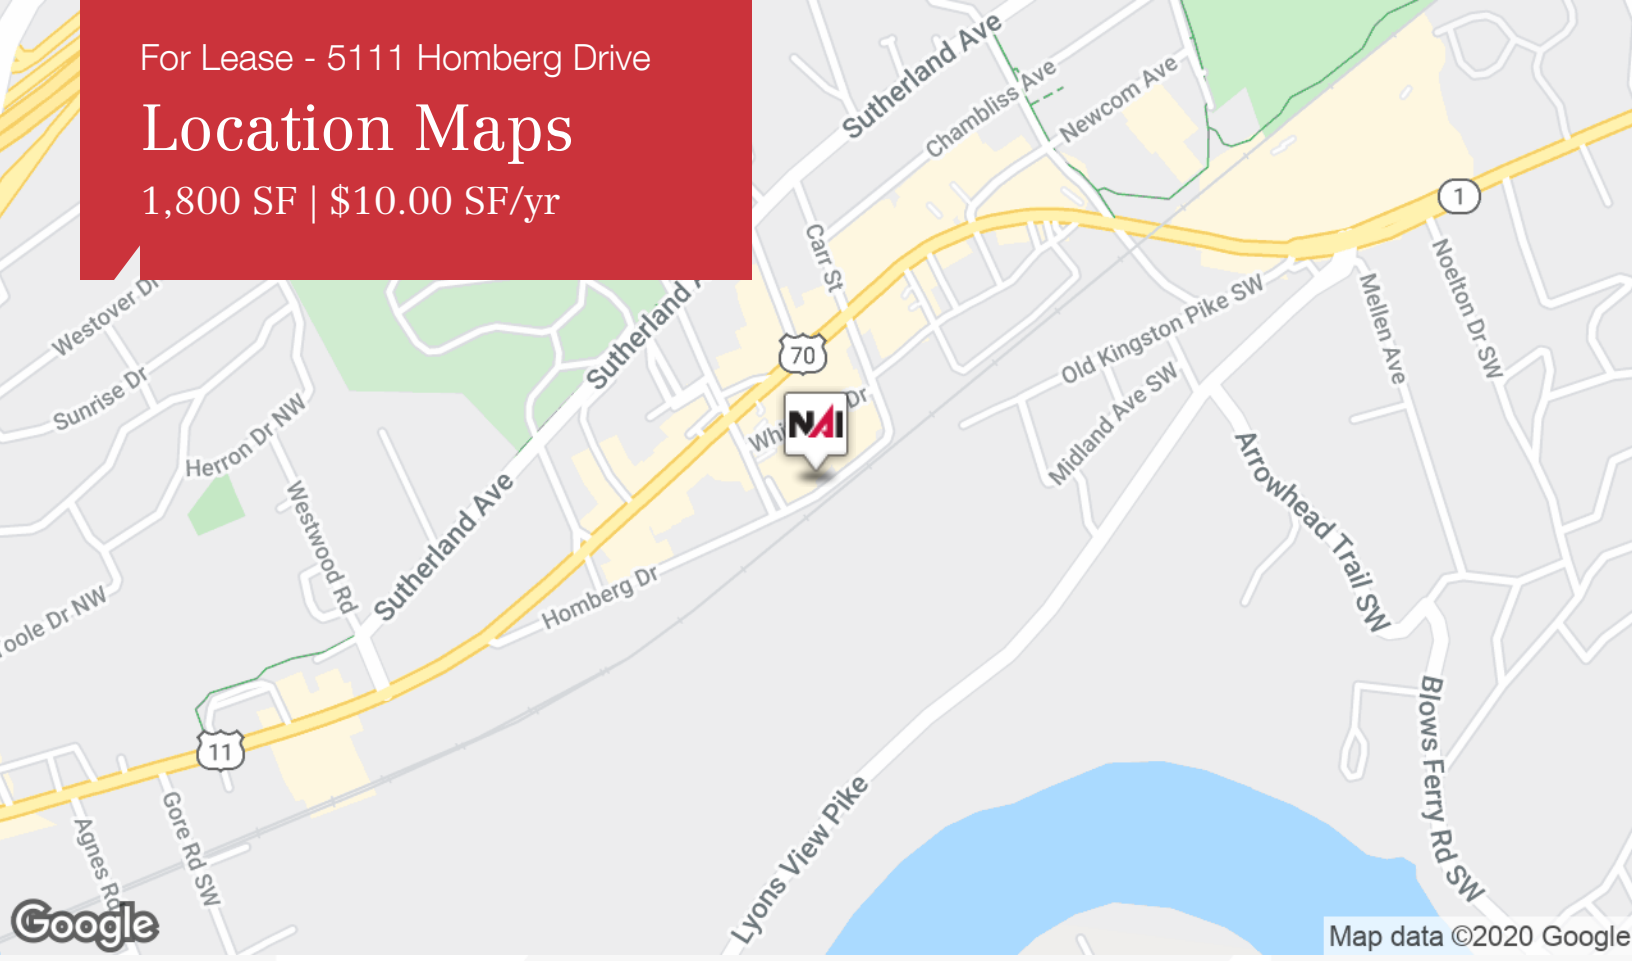 For Lease - 5111 Homberg Drive
Location Maps
1,800 SF | $10.00 SF/yr
Sutherland Ave
Chambliss Ave
Newcom Ave
1
Carr St
Noelton Dr SW
Mellen Ave
Old Kingston Pike SW
Westover Dr
Sutherland
70
Midland Ave SW
Sunrise Dr
Dr
NAI
Herron Dr NW
Arrowhead Trail SW
Westwood Rd
Sutherland Ave
Homberg Dr
oole Dr NW
Blows Ferry Rd SW
11
Gore Rd SW
Agnes Rd
Lyons View Pike
Google
Map data ©2020 Google